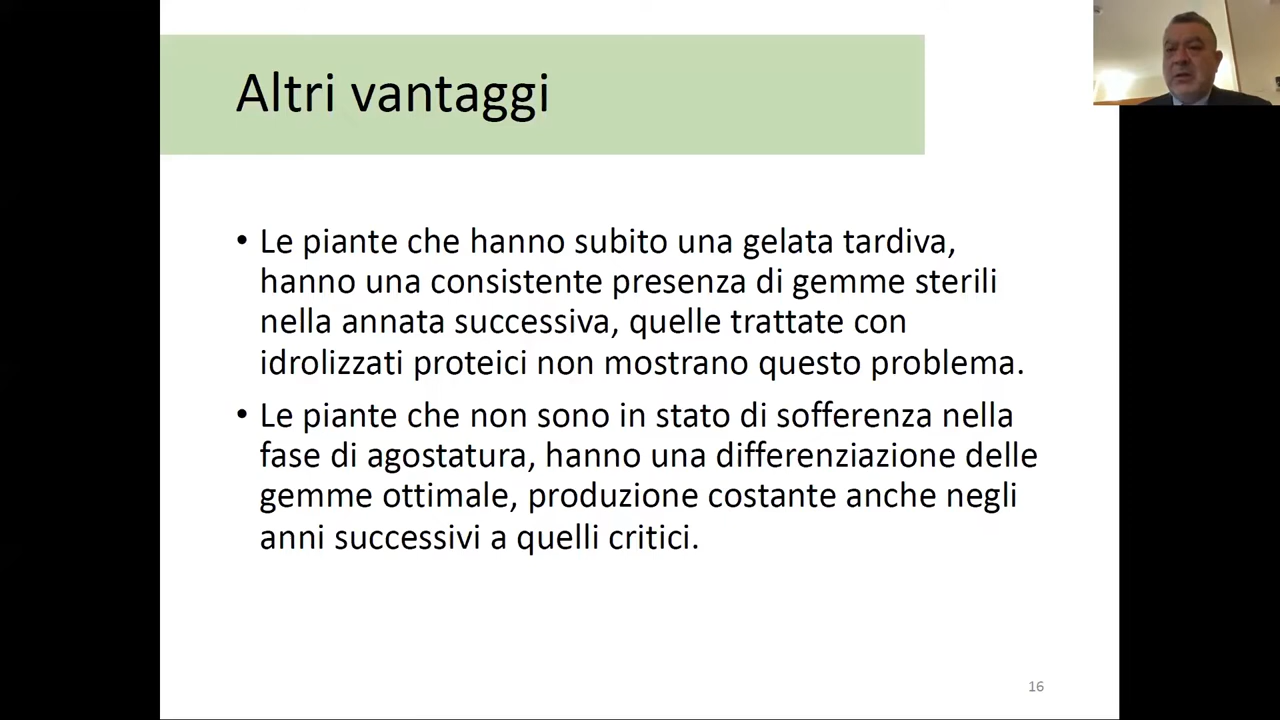 Altri vantaggi
• Le piante che hanno subito una gelata tardiva,
hanno una consistente presenza di gemme sterili
nella annata successiva, quelle trattate con
idrolizzati proteici non mostrano questo problema.
• Le piante che non sono in stato di sofferenza nella
fase di agostatura, hanno una differenziazione delle
gemme ottimale, produzione costante anche negli
anni successivi a quelli critici.
16